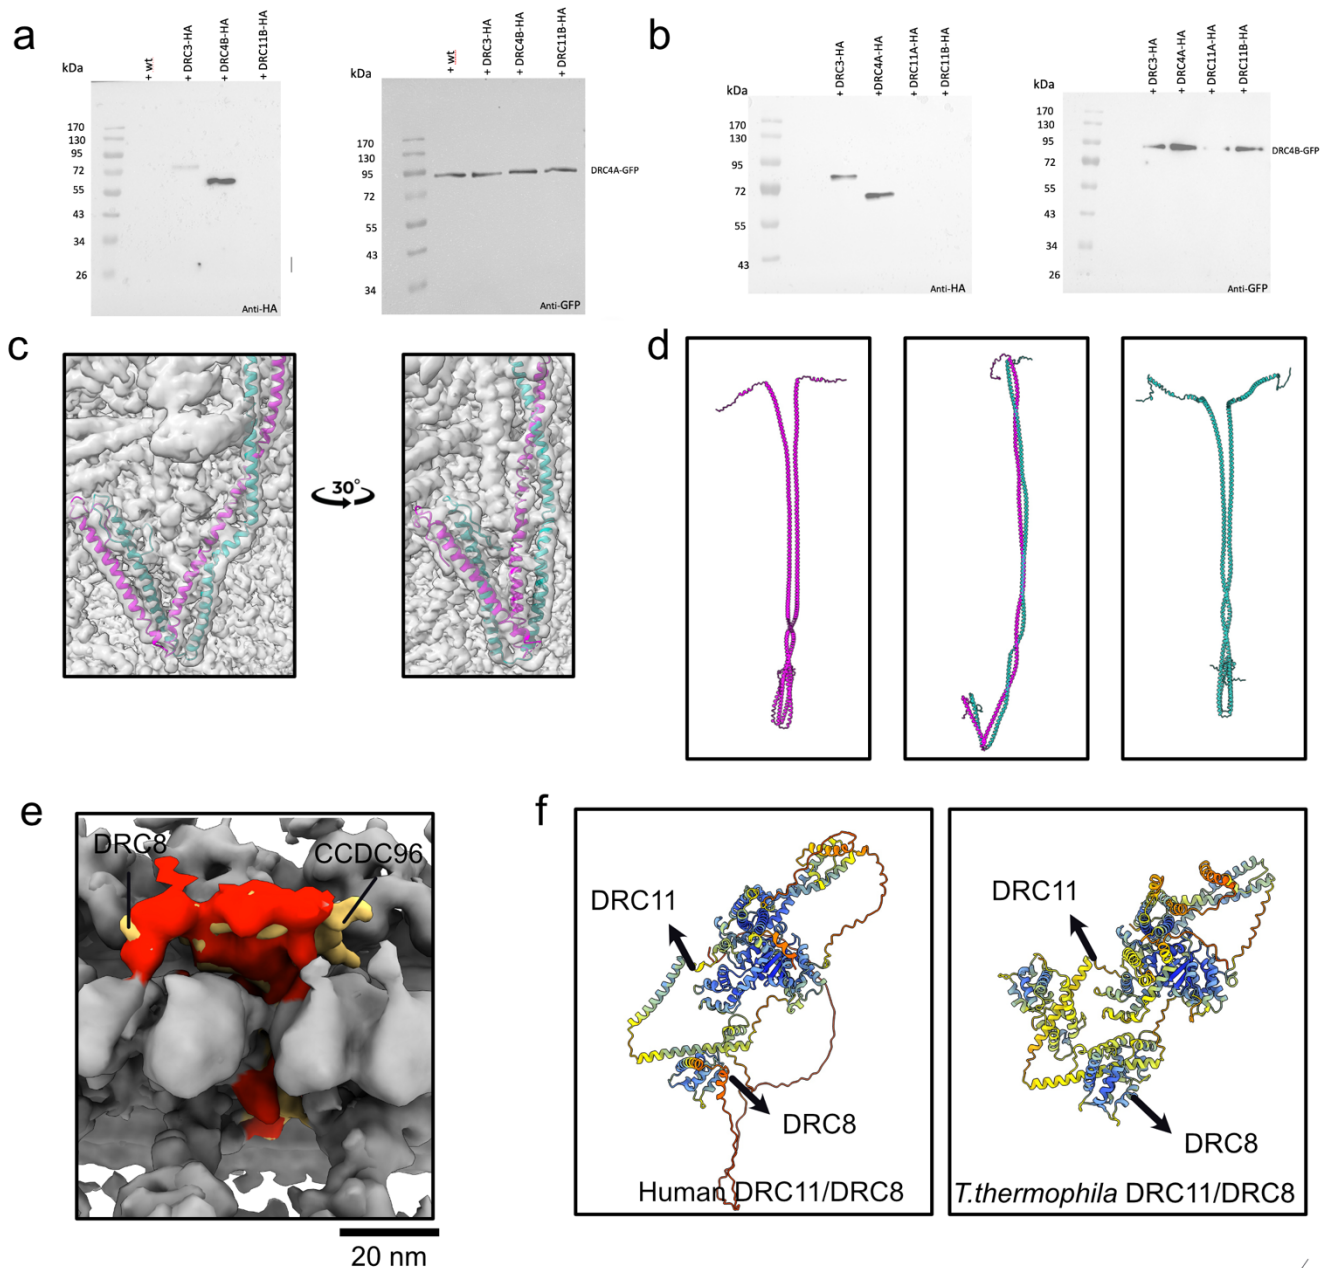 a
kDa
+ wt
+ DRC3-HA
+ DRC4B-HA
+ DRC11B-HA
170
130
95
72
55
43
34
26
Anti-HA
kDa
+ wt
+ DRC3-HA
+ DRC4B-HA
+ DRC11B-HA
170
130
95
72
55
43
34
DRC4A-GFP
Anti-GFP
b
kDa
+ DRC3-HA
+DRC4A-HA
+ DRC11A-HA
+ DRC11B-HA
170
130
95
72
55
43
Anti-HA
kDa
+ DRC3-HA
+ DRC4A-HA
+ DRC11A-HA
+ DRC11B-HA
170
130
95
72
55
43
34
26
DRC4B-GFP
Anti-GFP
c
30°
d
e
DRC8
CCDC96
20 nm
f
DRC11
DRC8
Human DRC11/DRC8
DRC11
DRC8
T.thermophila DRC11/DRC8